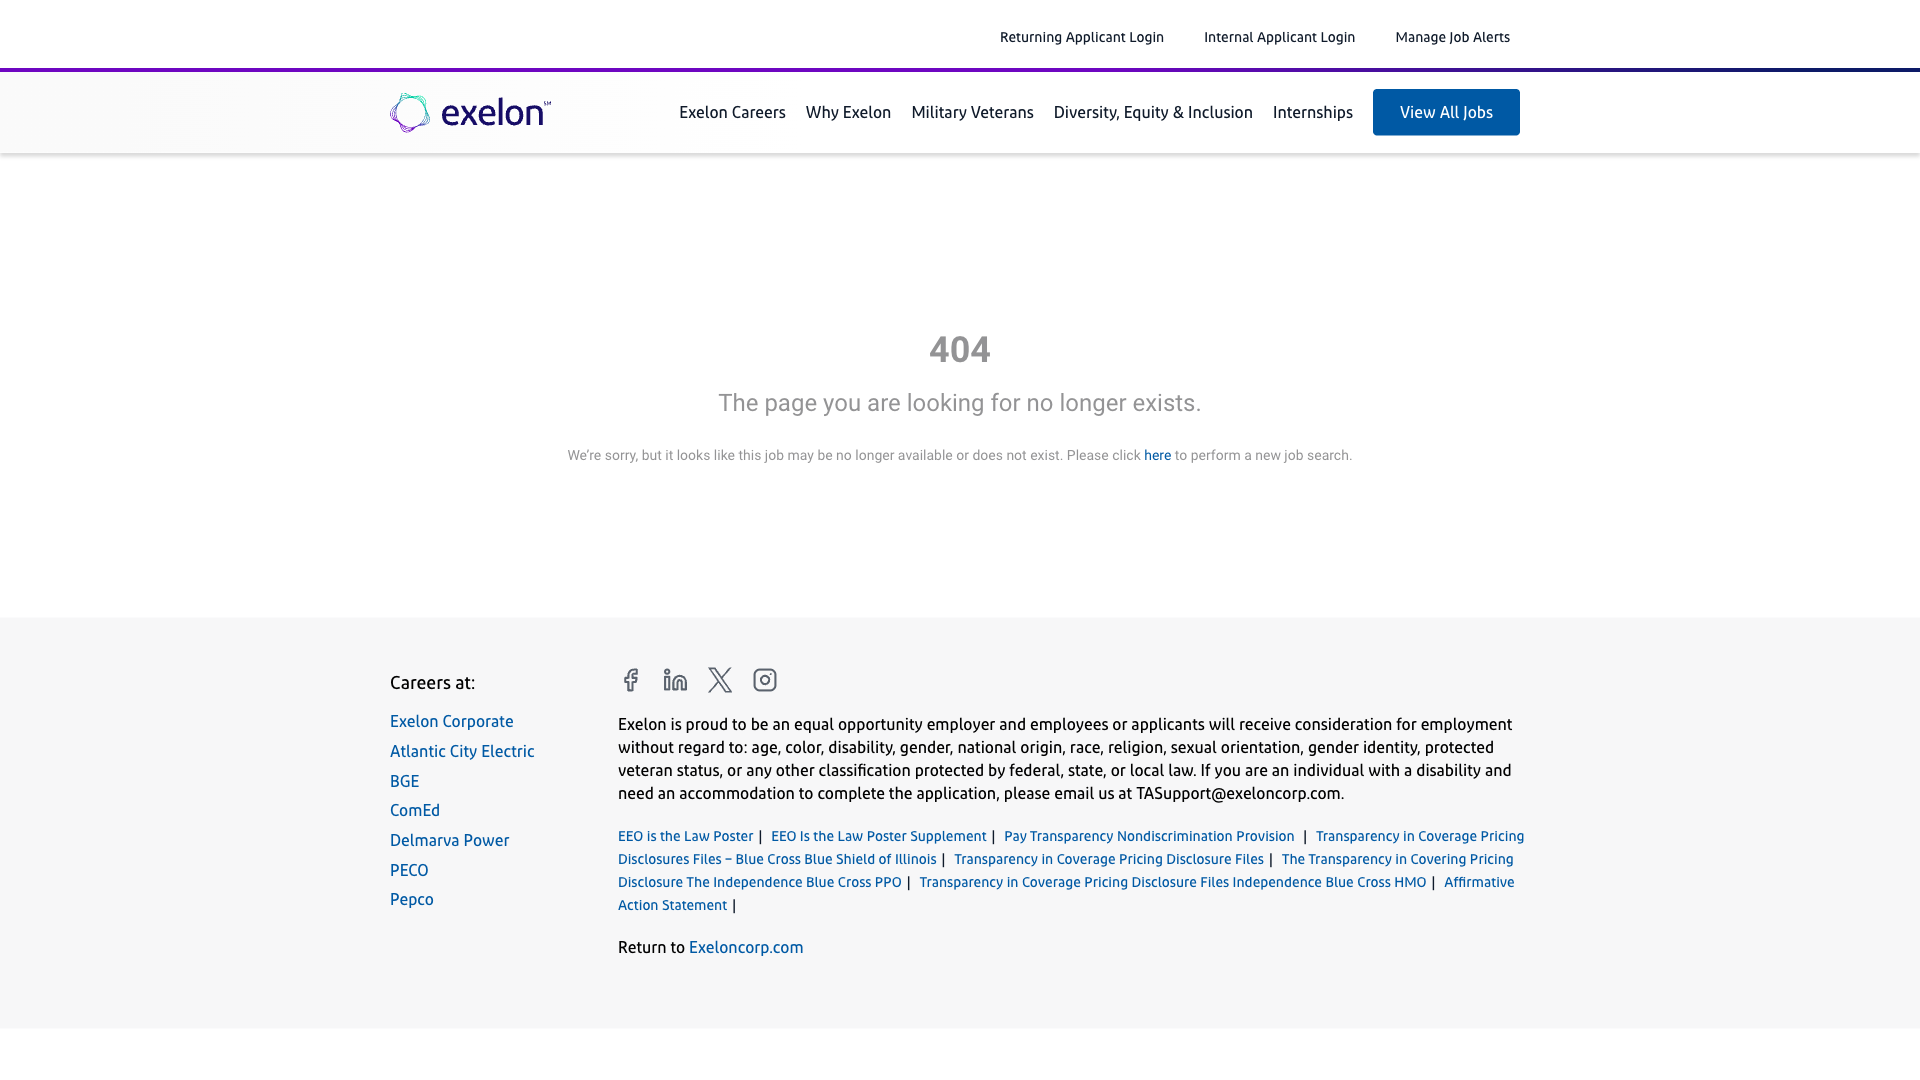 Returning Applicant Login Internal Applicant Login Manage Job Alerts
exelon℠ Exelon Careers Why Exelon Military Veterans Diversity, Equity & Inclusion Internships View All Jobs
404
The page you are looking for no longer exists.
We're sorry, but it looks like this job may be no longer available or does not exist. Please click here to perform a new job search.
Careers at:
Exelon Corporate
Atlantic City Electric
BGE
ComEd
Delmarva Power
PECO
Pepco
Exelon is proud to be an equal opportunity employer and employees or applicants will receive consideration for employment
without regard to: age, color, disability, gender, national origin, race, religion, sexual orientation, gender identity, protected
veteran status, or any other classification protected by federal, state, or local law. If you are an individual with a disability and
need an accommodation to complete the application, please email us at TASupport@exeloncorp.com.
EEO is the Law Poster | EEO Is the Law Poster Supplement | Pay Transparency Nondiscrimination Provision | Transparency in Coverage Pricing
Disclosures Files – Blue Cross Blue Shield of Illinois | Transparency in Coverage Pricing Disclosure Files | The Transparency in Covering Pricing
Disclosure The Independence Blue Cross PPO | Transparency in Coverage Pricing Disclosure Files Independence Blue Cross HMO | Affirmative
Action Statement |
Return to Exeloncorp.com